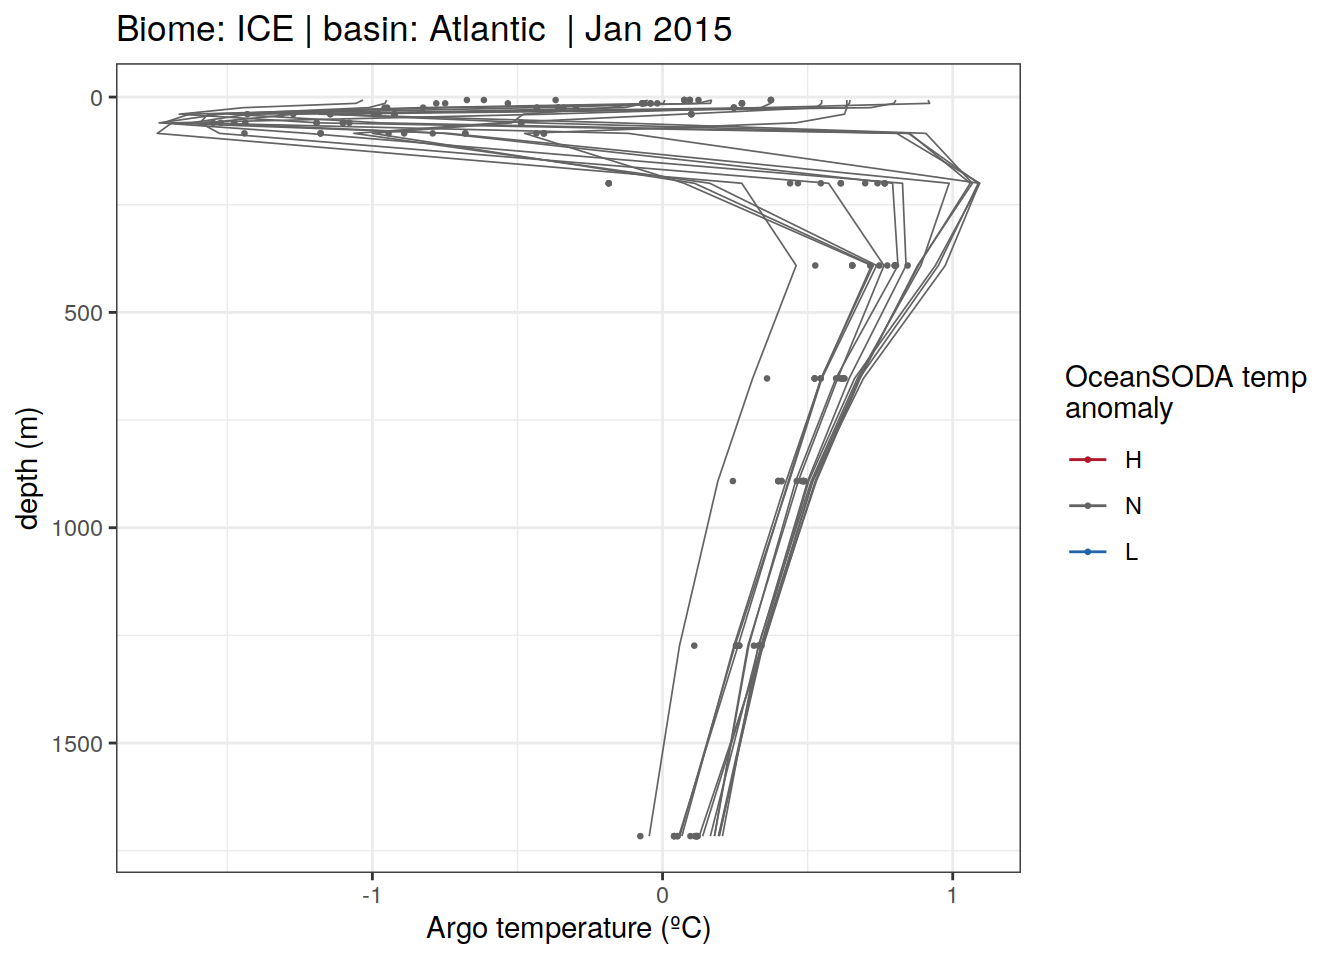 Biome: ICE | basin: Atlantic  | Jan 2015
0
500
1000
1500
depth (m)
-1
0
1
Argo temperature (ºC)
OceanSODA temp
anomaly
H
N
L